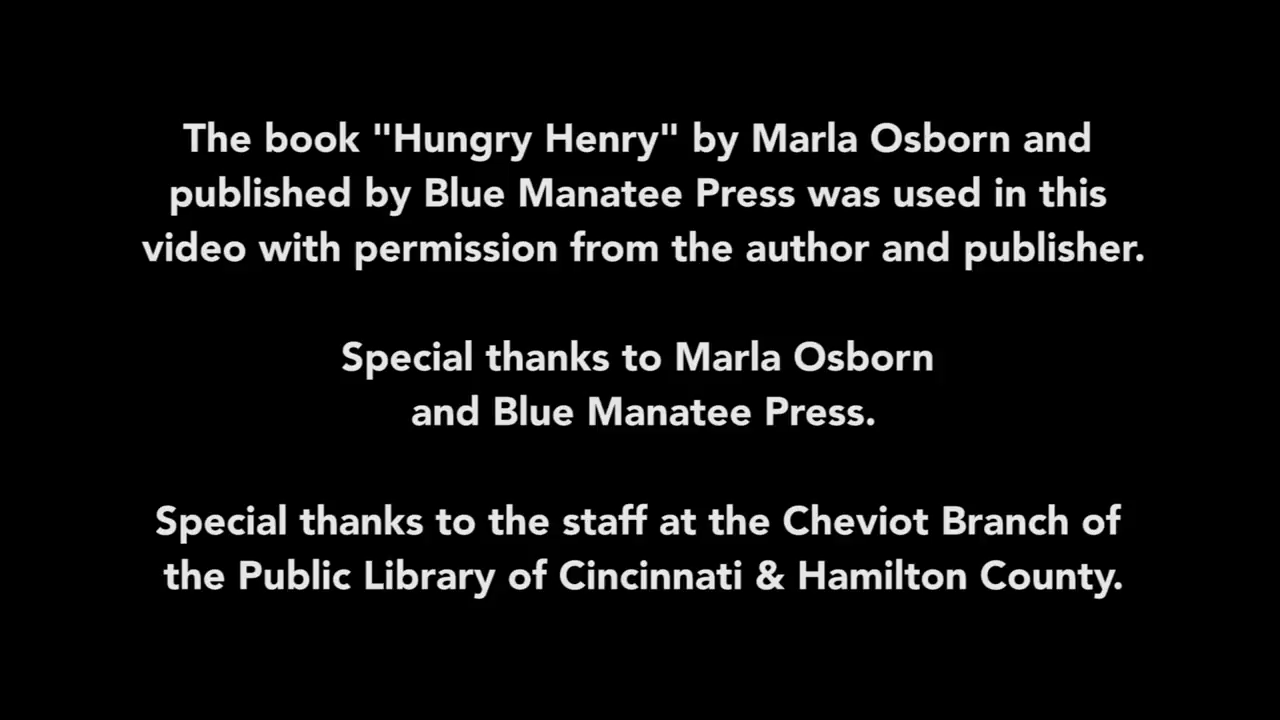 The book "Hungry Henry" by Marla Osborn and
published by Blue Manatee Press was used in this
video with permission from the author and publisher.
Special thanks to Marla Osborn
and Blue Manatee Press.
Special thanks to the staff at the Cheviot Branch of
the Public Library of Cincinnati & Hamilton County.